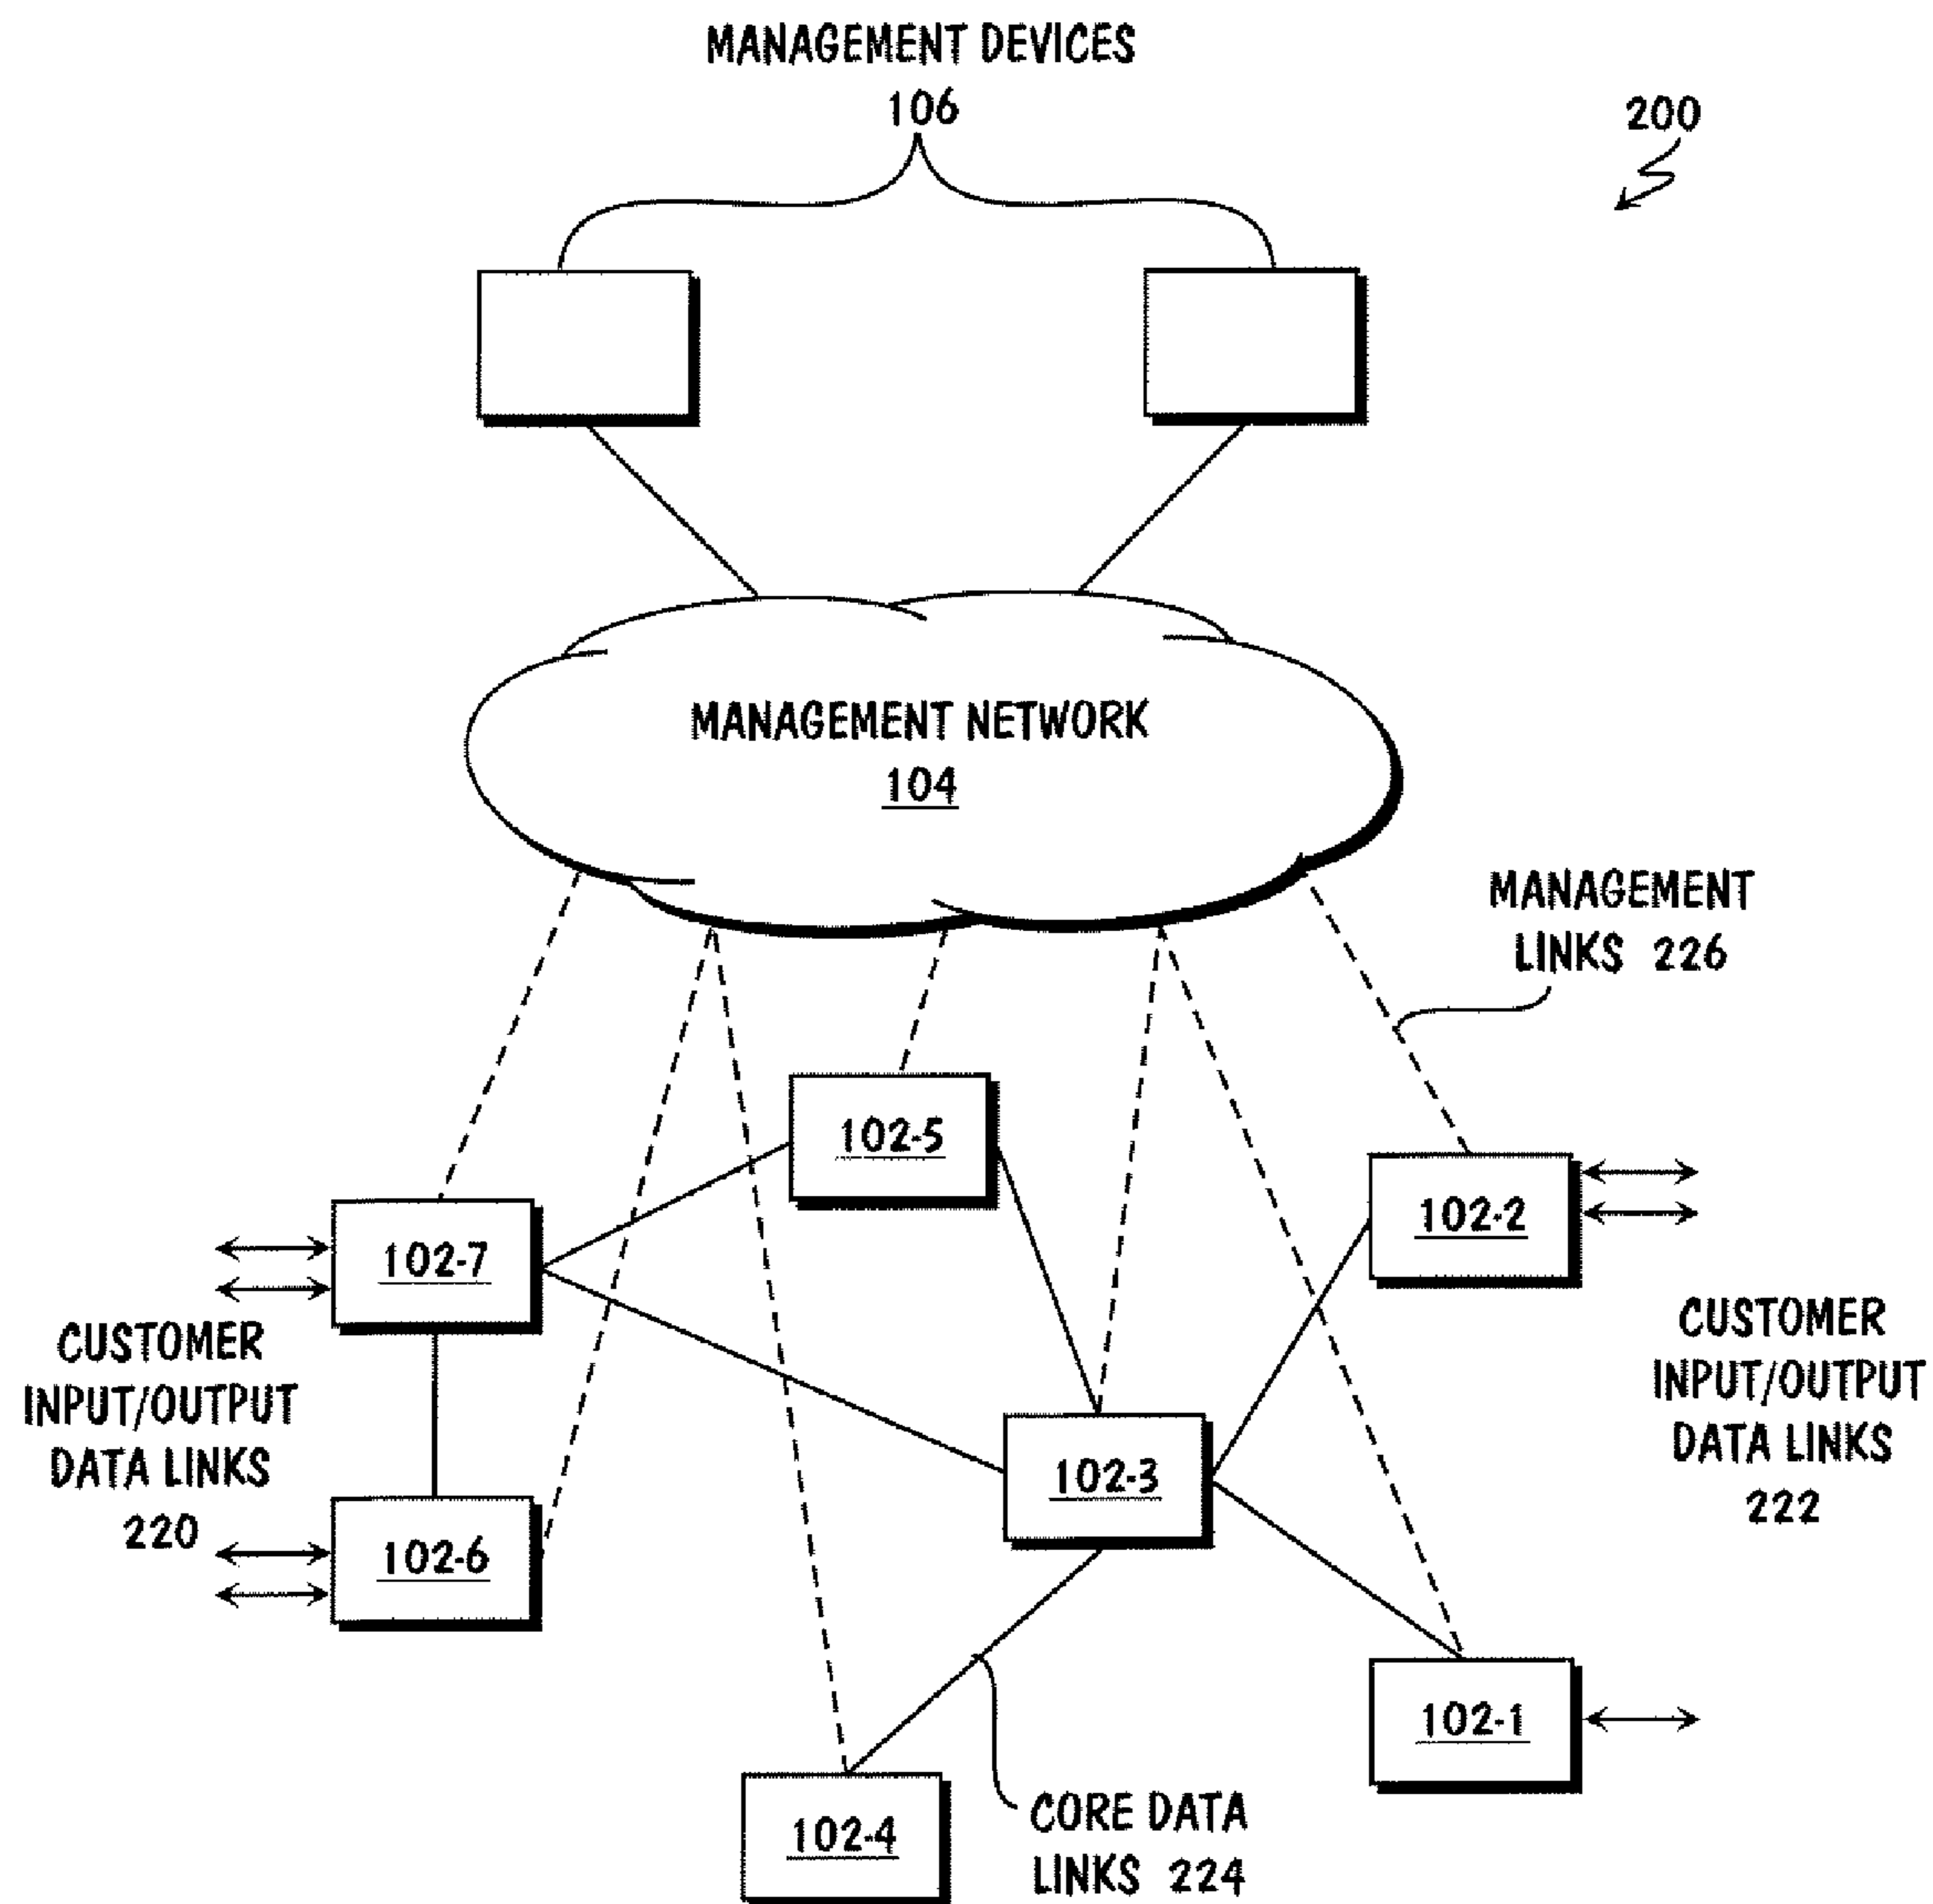 MANAGEMENT DEVICES
106
200
MANAGEMENT NETWORK
104
MANAGEMENT
LINKS 226
102-5
102-2
102-7
CUSTOMER
INPUT/OUTPUT
DATA LINKS
220
CUSTOMER
INPUT/OUTPUT
DATA LINKS
222
102-3
102-6
102-1
102-4
CORE DATA
LINKS 224